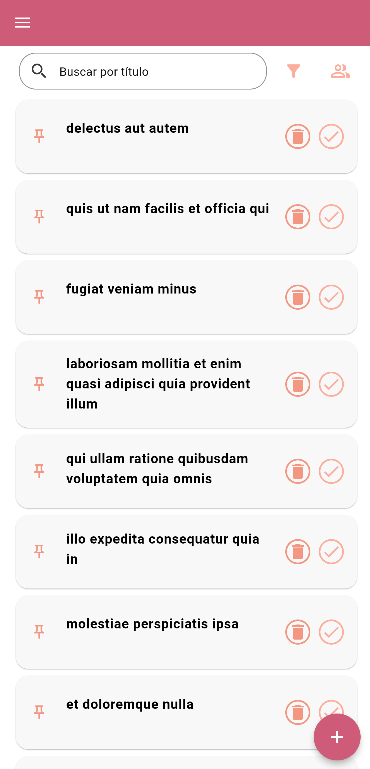 Buscar por título
delectus aut autem
quis ut nam facilis et officia qui
fugiat veniam minus
laboriosam mollitia et enim
quasi adipisci quia provident
illum
qui ullam ratione quibusdam
voluptatem quia omnis
illo expedita consequatur quia
in
molestiae perspiciatis ipsa
et doloremque nulla